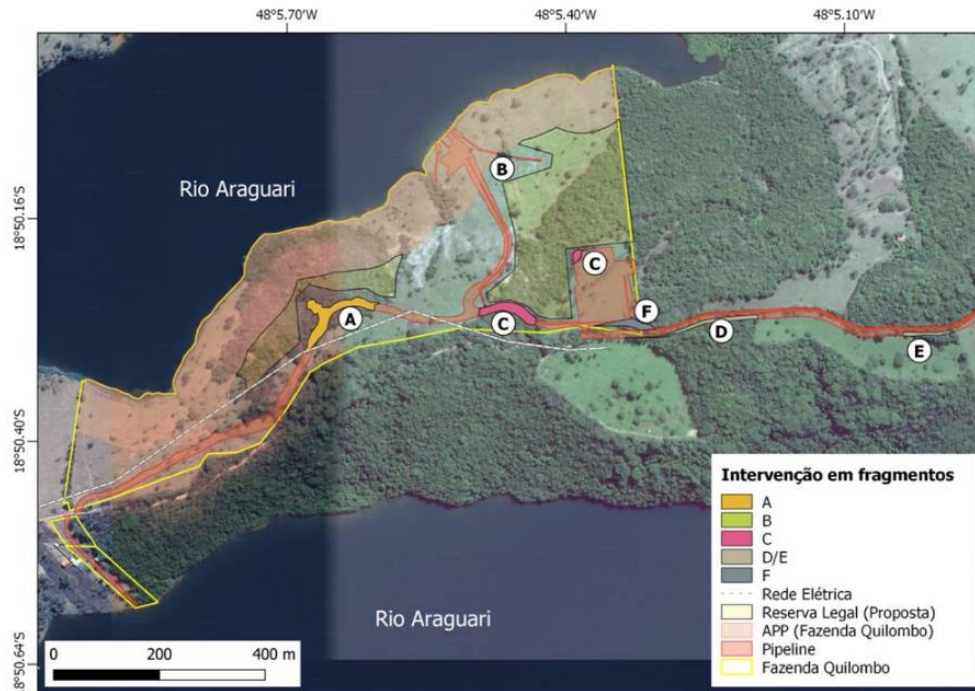 48°5.70'W 48°5.40'W 48°5.10'W
Rio Araguari
B
18°50.16'S
C
A
C
F
D
E
18°50.40'S
Intervenção em fragmentos
A
B
C
D/E
F
Rede Elétrica
Reserva Legal (Proposta)
APP (Fazenda Quilombo)
Pipeline
Fazenda Quilombo
Rio Araguari
0 200 400 m
18°50.64'S